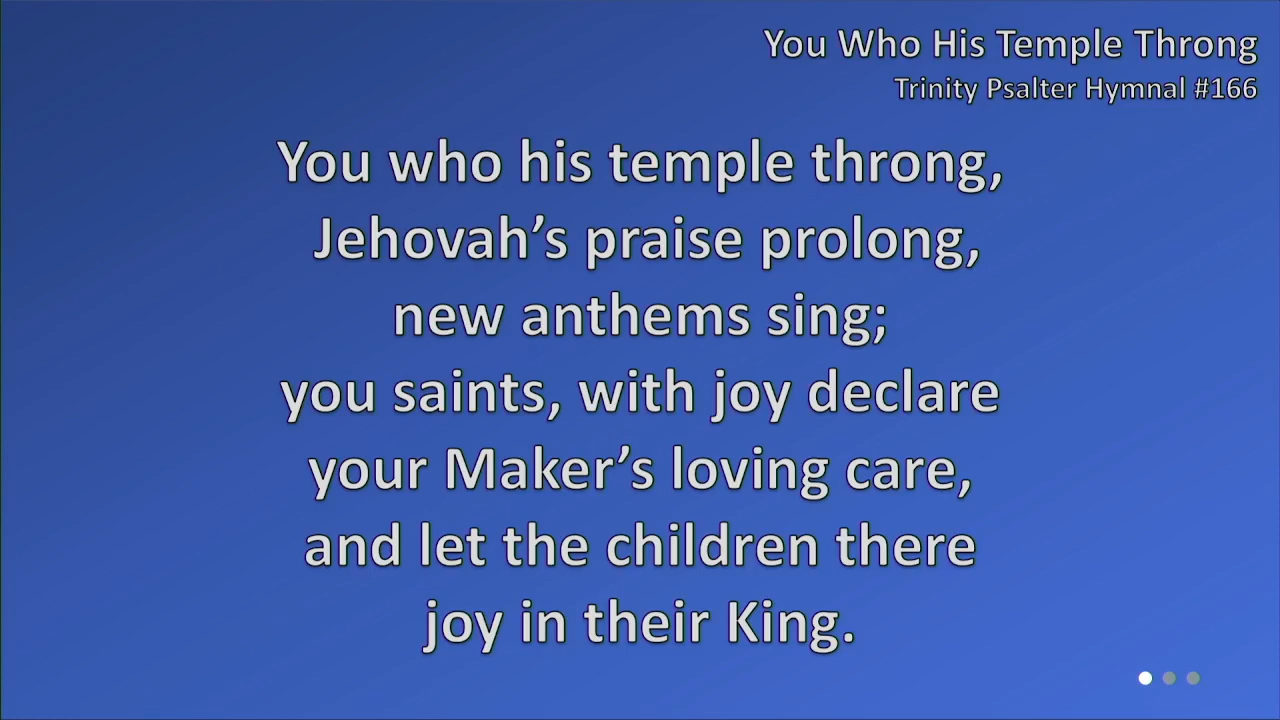 You Who His Temple Throng
Trinity Psalter Hymnal #166
You who his temple throng,
Jehovah’s praise prolong,
new anthems sing;
you saints, with joy declare
your Maker’s loving care,
and let the children there
joy in their King.